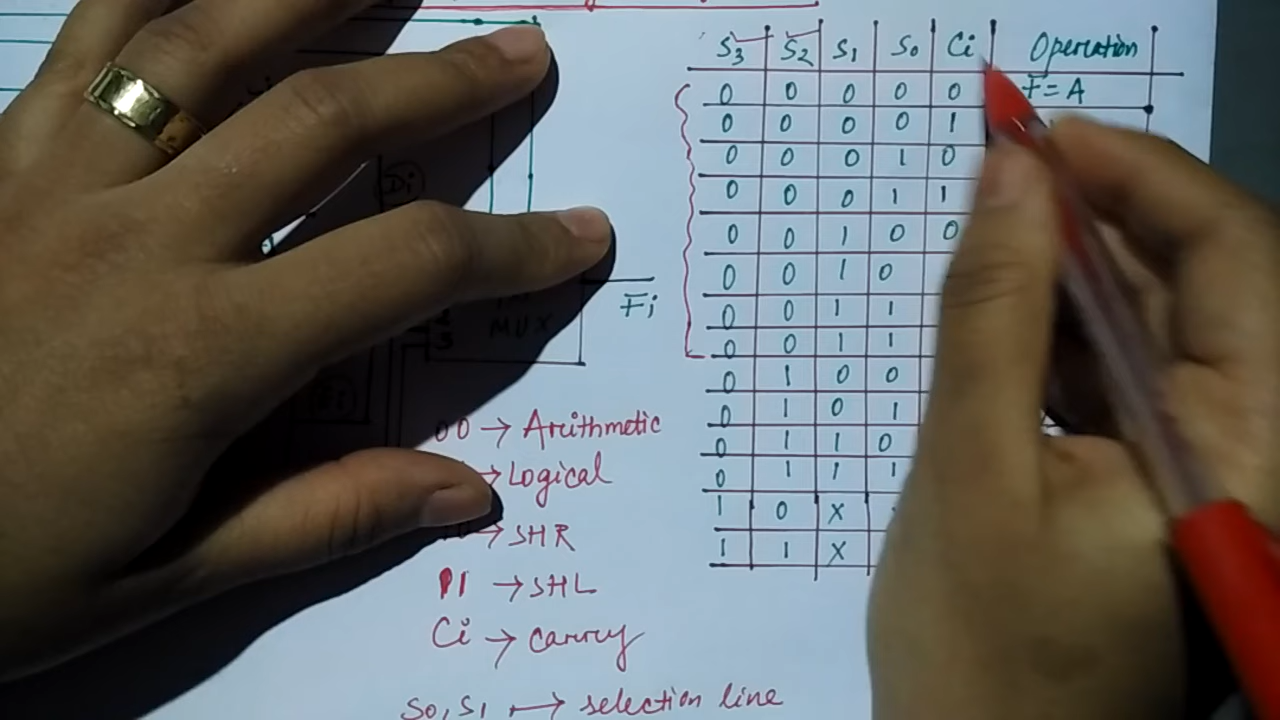 S3 S2 S1 S0 Ci Operation
0 0 0 0 0 F=A
0 0 0 0 1
0 0 0 1 0
0 0 0 1 1
0 0 1 0 0
0 0 1 0
0 0 1 1
0 0 1 1
0 1 0 0
0 1 0 1
0 1 1 0
0 1 1 1
1 0 X
1 1 X
Di
Fi
MUX
3
00 → Arithmetic
→ Logical
→ SHR
11 → SHL
Ci → carry
S0, S1 → selection line